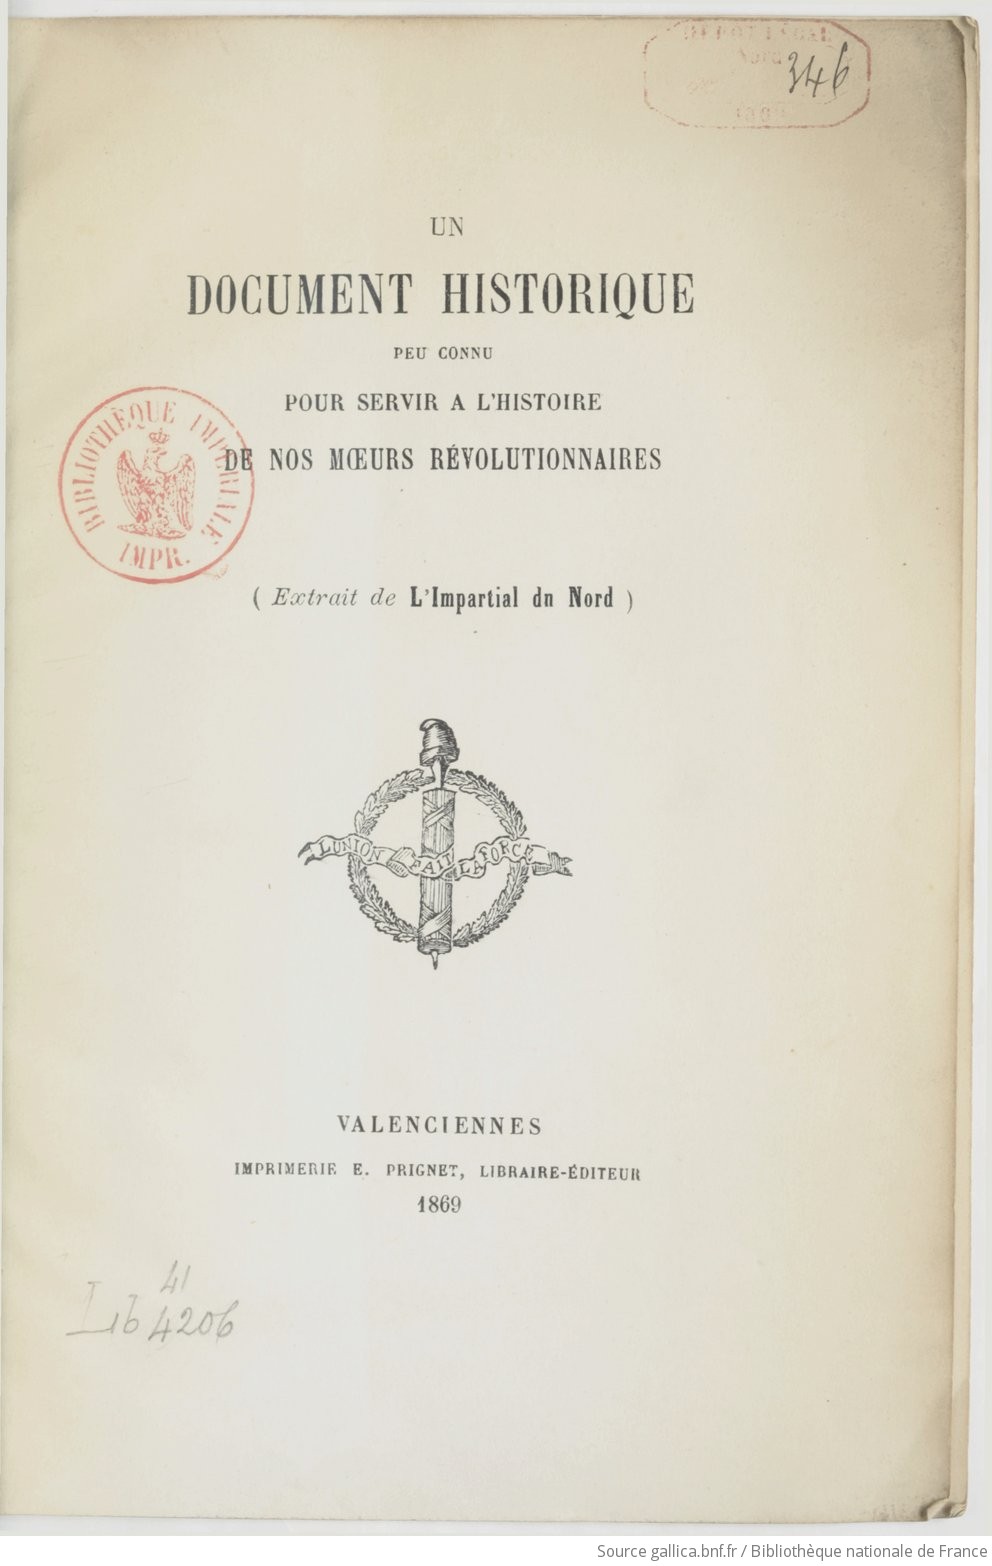 DÉPÔT LÉGAL
Nord
346
UN
DOCUMENT HISTORIQUE
PEU CONNU
POUR SERVIR A L'HISTOIRE
DE NOS MŒURS RÉVOLUTIONNAIRES
BIBLIOTHÈQUE IMPÉRIALE
IMPR.
( Extrait de L'Impartial dn Nord )
L'UNION FAIT LA FORCE
VALENCIENNES
IMPRIMERIE E. PRIGNET, LIBRAIRE-ÉDITEUR
1869
41
Lb 4206
Source gallica.bnf.fr / Bibliothèque nationale de France